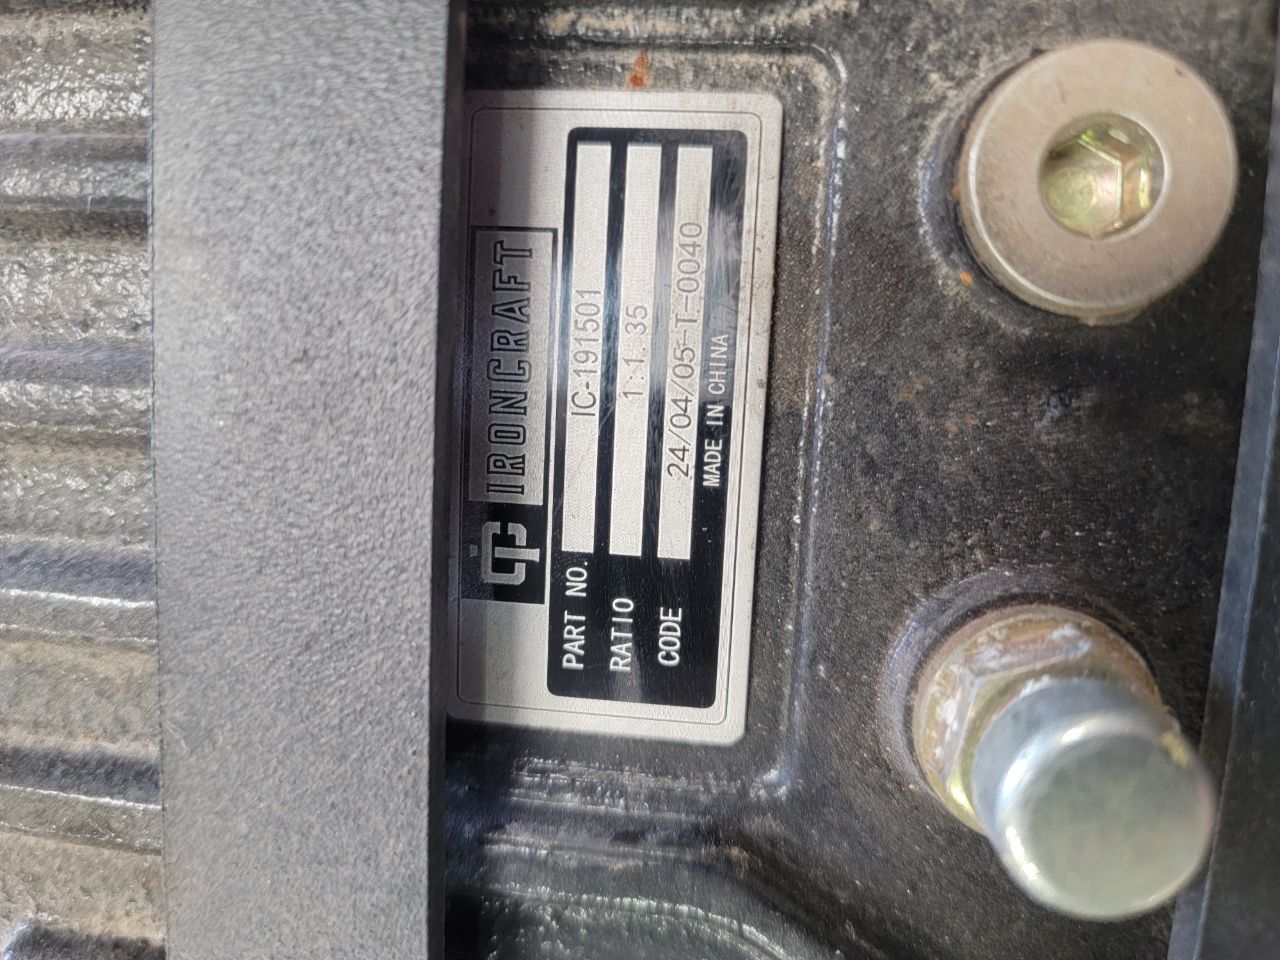 IRONCRAFT
PART NO. IC-191501
RATIO 1:1.35
CODE 24/04/05-T-0040
MADE IN CHINA